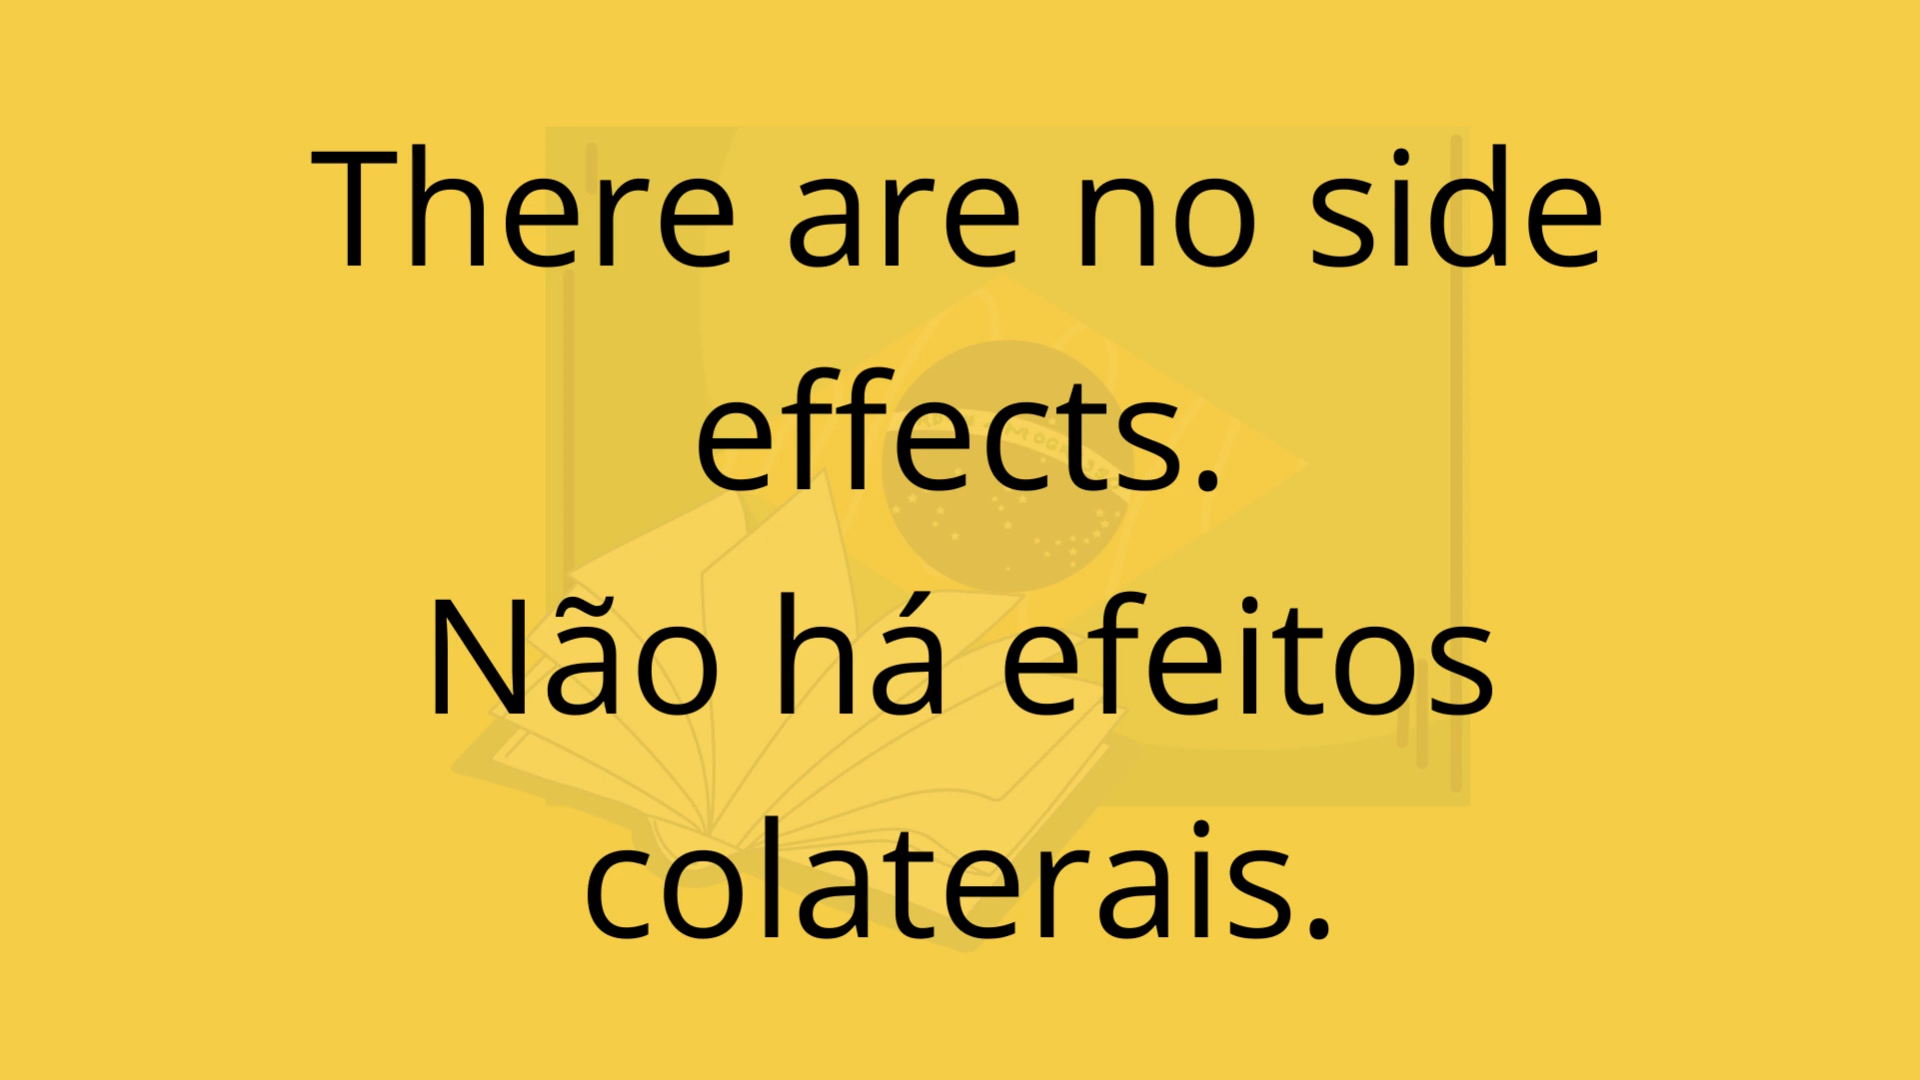 There are no side
effects.
Não há efeitos
colaterais.